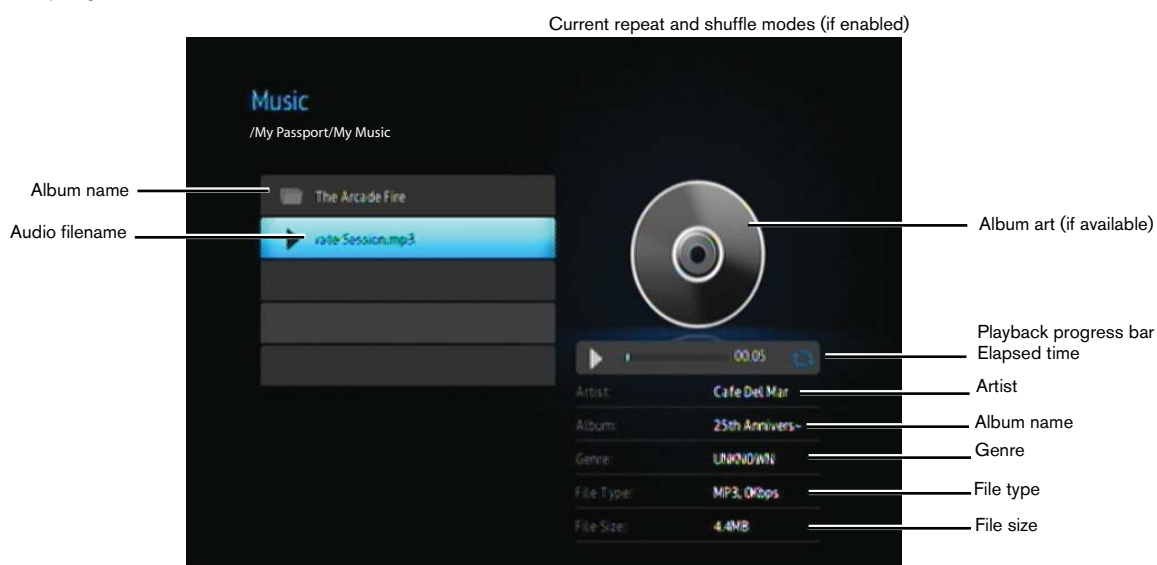 Current repeat and shuffle modes (if enabled)
Music
/My Passport/My Music
Album name
The Arcade Fire
Audio filename
vate Session.mp3
Album art (if available)
00:05
Playback progress bar
Elapsed time
Artist: Cafe Del Mar
Artist
Album: 25th Annivers~
Album name
Genre: UNKNOWN
Genre
File Type: MP3, 0Kbps
File type
File Size: 4.4MB
File size